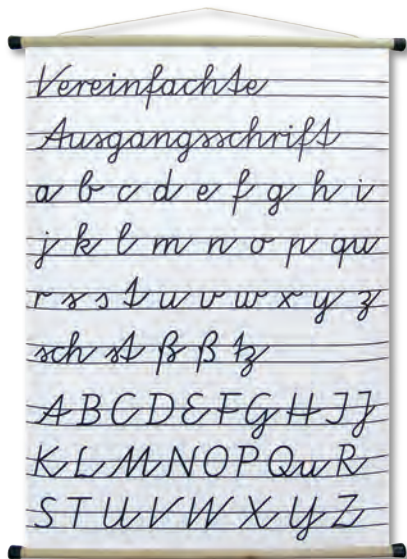 Vereinfachte
Ausgangsschrift
a b c d e f g h i
j k l m n o p qu
r s s t u v w x y z
sch st ß ß tz
A B C D E F G H I J
K L M N O P Qu R
S T U V W X Y Z